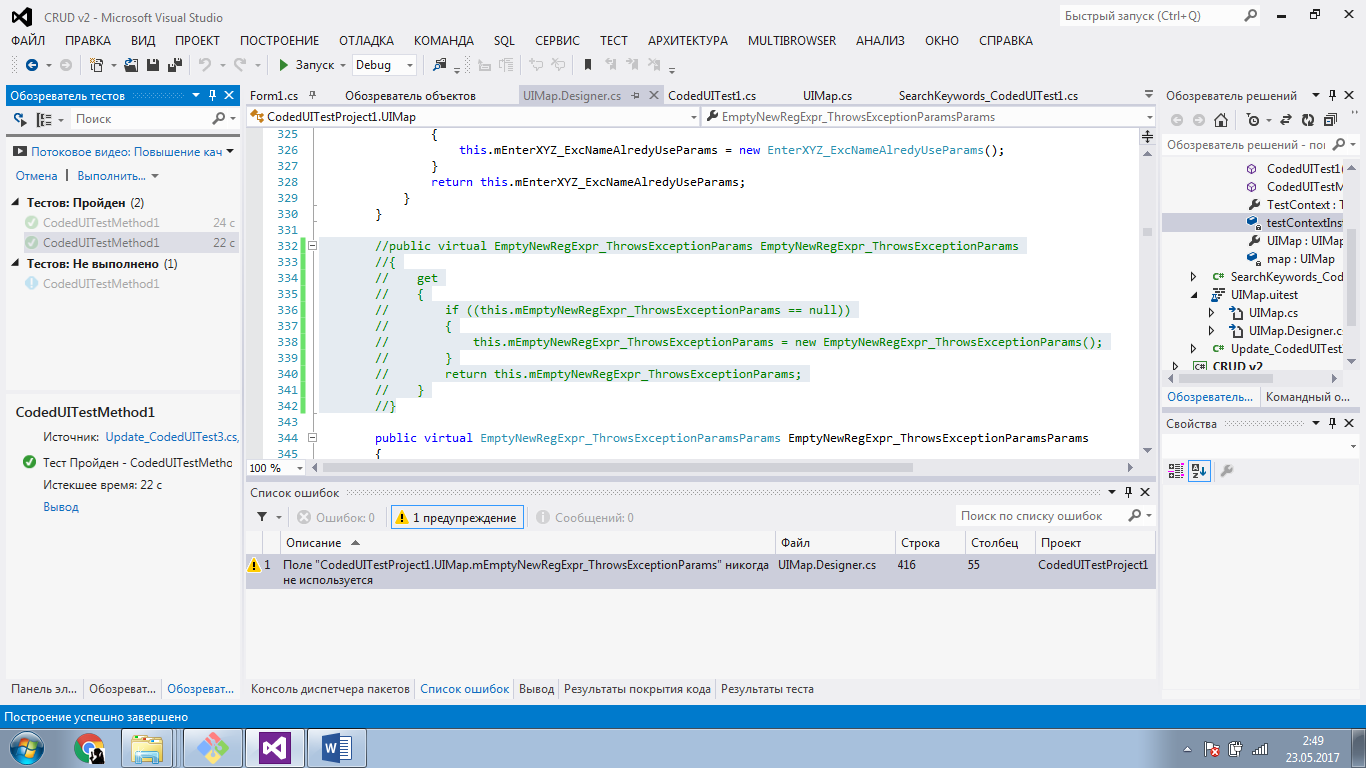 CRUD v2 - Microsoft Visual Studio
Быстрый запуск (Ctrl+Q)
ФАЙЛ ПРАВКА ВИД ПРОЕКТ ПОСТРОЕНИЕ ОТЛАДКА КОМАНДА SQL СЕРВИС ТЕСТ АРХИТЕКТУРА MULTIBROWSER АНАЛИЗ ОКНО СПРАВКА
Запуск Debug
Обозреватель тестов
Поиск
Потоковое видео: Повышение кач
Отмена | Выполнить...
Тестов: Пройден (2)
CodedUITestMethod1 24 с
CodedUITestMethod1 22 с
Тестов: Не выполнено (1)
CodedUITestMethod1
CodedUITestMethod1
Источник: Update_CodedUITest3.cs,
Тест Пройден - CodedUITestMetho
Истекшее время: 22 с
Вывод
Панель эл... Обозреват... Обозреват...
Form1.cs Обозреватель объектов UIMap.Designer.cs CodedUITest1.cs UIMap.cs SearchKeywords_CodedUITest1.cs
CodedUITestProject1.UIMap EmptyNewRegExpr_ThrowsExceptionParamsParams
325 {
326 this.mEnterXYZ_ExcNameAlredyUseParams = new EnterXYZ_ExcNameAlredyUseParams();
327 }
328 return this.mEnterXYZ_ExcNameAlredyUseParams;
329 }
330 }
331
332 //public virtual EmptyNewRegExpr_ThrowsExceptionParams EmptyNewRegExpr_ThrowsExceptionParams
333 //{
334 // get
335 // {
336 // if ((this.mEmptyNewRegExpr_ThrowsExceptionParams == null))
337 // {
338 // this.mEmptyNewRegExpr_ThrowsExceptionParams = new EmptyNewRegExpr_ThrowsExceptionParams();
339 // }
340 // return this.mEmptyNewRegExpr_ThrowsExceptionParams;
341 // }
342 //}
343
344 public virtual EmptyNewRegExpr_ThrowsExceptionParamsParams EmptyNewRegExpr_ThrowsExceptionParamsParams
345 {
100 %
Список ошибок
Ошибок: 0 1 предупреждение Сообщений: 0
Поиск по списку ошибок
Описание Файл Строка Столбец Проект
1 Поле "CodedUITestProject1.UIMap.mEmptyNewRegExpr_ThrowsExceptionParams" никогда UIMap.Designer.cs 416 55 CodedUITestProject1
не используется
Консоль диспетчера пакетов Список ошибок Вывод Результаты покрытия кода Результаты теста
Обозреватель решений
Обозреватель решений - пои
CodedUITest1(
CodedUITestM
TestContext : T
testContextIns
UIMap : UIMap
map : UIMap
C# SearchKeywords_Cod
UIMap.uitest
UIMap.cs
UIMap.Designer.c
C# Update_CodedUITest
CRUD v2
Обозреватель... Командный о...
Свойства
Построение успешно завершено
2:49
23.05.2017